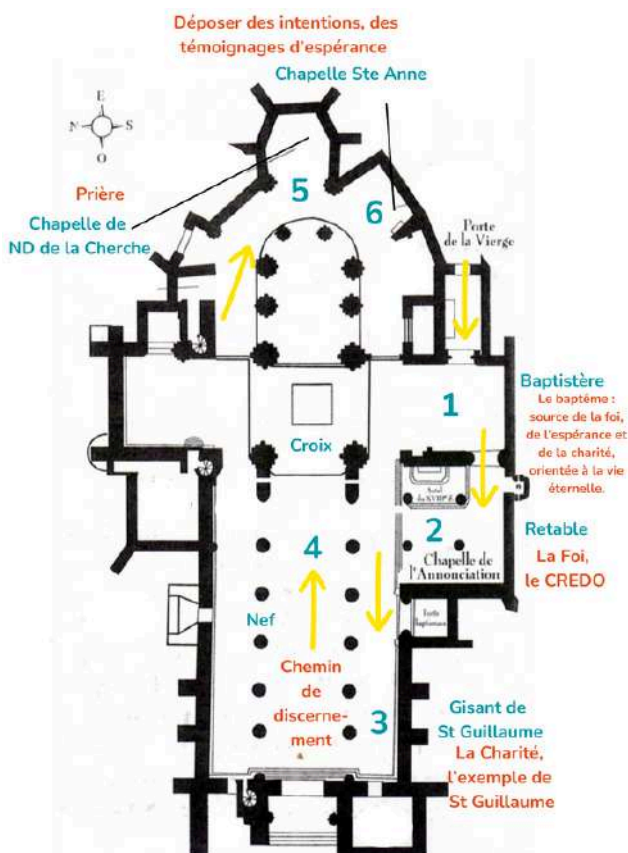 Déposer des intentions, des
témoignages d'espérance
Chapelle Ste Anne
E
N
S
O
Prière
5
6
Chapelle de
ND de la Cherche
Porte
de la Vierge
1
Baptistère
Le baptême :
source de la foi,
de l'espérance et
de la charité,
orientée à la vie
éternelle.
Croix
2
Chapelle de
l'Annonciation
Retable
La Foi,
le CREDO
4
Nef
Chemin
de
discerne-
ment
3
Gisant de
St Guillaume
La Charité,
l'exemple de
St Guillaume